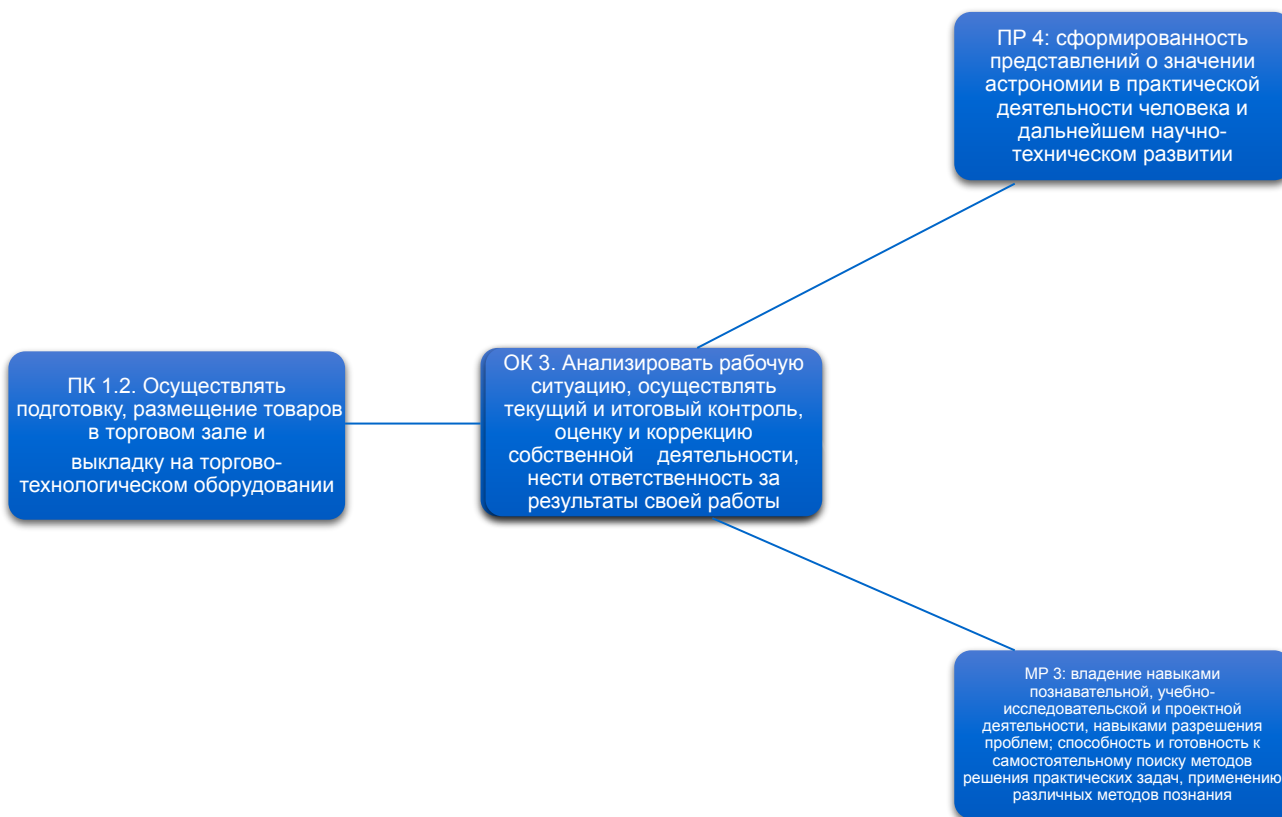 ПР 4: сформированность
представлений о значении
астрономии в практической
деятельности человека и
дальнейшем научно-
техническом развитии
ПК 1.2. Осуществлять
подготовку, размещение товаров
в торговом зале и
выкладку на торгово-
технологическом оборудовании
ОК 3. Анализировать рабочую
ситуацию, осуществлять
текущий и итоговый контроль,
оценку и коррекцию
собственной деятельности,
нести ответственность за
результаты своей работы
МР 3: владение навыками
познавательной, учебно-
исследовательской и проектной
деятельности, навыками разрешения
проблем; способность и готовность к
самостоятельному поиску методов
решения практических задач, применению
различных методов познания